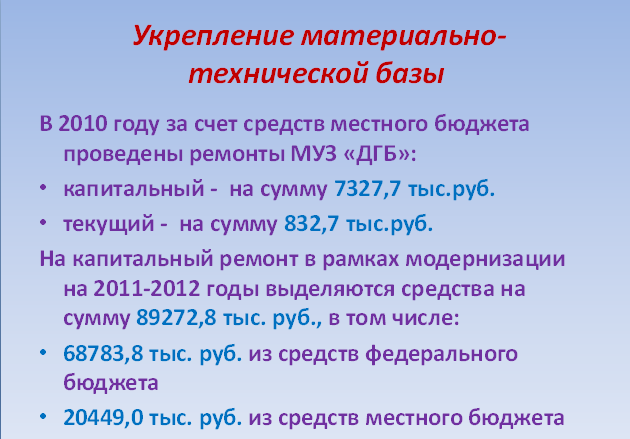 Укрепление материально-
технической базы
В 2010 году за счет средств местного бюджета
проведены ремонты МУЗ «ДГБ»:
• капитальный - на сумму 7327,7 тыс.руб.
• текущий - на сумму 832,7 тыс.руб.
На капитальный ремонт в рамках модернизации
на 2011-2012 годы выделяются средства на
сумму 89272,8 тыс. руб., в том числе:
• 68783,8 тыс. руб. из средств федерального
бюджета
• 20449,0 тыс. руб. из средств местного бюджета